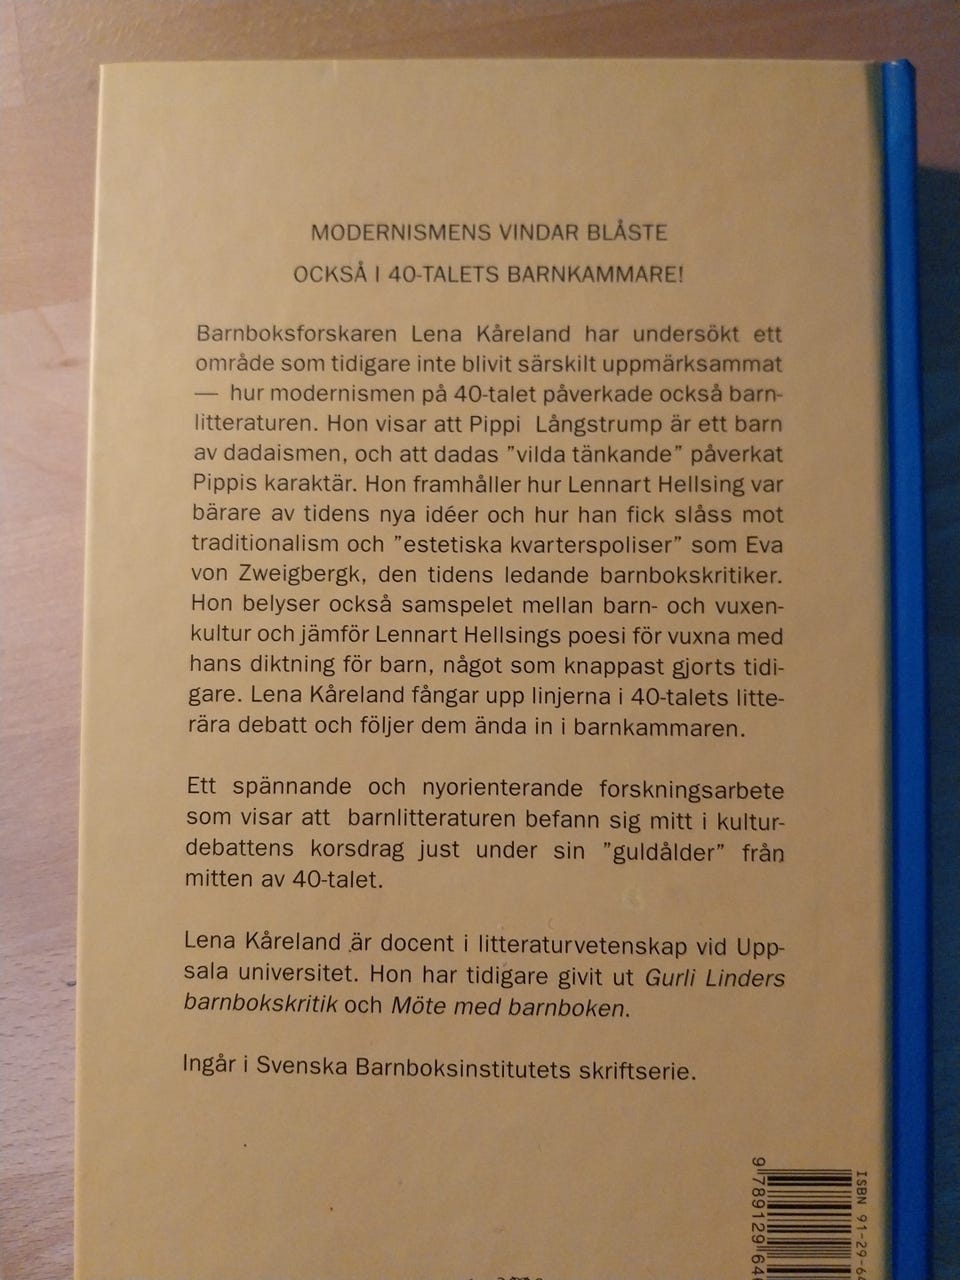 MODERNISMENS VINDAR BLÅSTE
OCKSÅ I 40-TALETS BARNKAMMARE!
Barnboksforskaren Lena Kåreland har undersökt ett
område som tidigare inte blivit särskilt uppmärksammat
— hur modernismen på 40-talet påverkade också barn-
litteraturen. Hon visar att Pippi Långstrump är ett barn
av dadaismen, och att dadas ”vilda tänkande” påverkat
Pippis karaktär. Hon framhåller hur Lennart Hellsing var
bärare av tidens nya idéer och hur han fick slåss mot
traditionalism och ”estetiska kvarterspoliser” som Eva
von Zweigbergk, den tidens ledande barnbokskritiker.
Hon belyser också samspelet mellan barn- och vuxen-
kultur och jämför Lennart Hellsings poesi för vuxna med
hans diktning för barn, något som knappast gjorts tidi-
gare. Lena Kåreland fångar upp linjerna i 40-talets litte-
rära debatt och följer dem ända in i barnkammaren.
Ett spännande och nyorienterande forskningsarbete
som visar att barnlitteraturen befann sig mitt i kultur-
debattens korsdrag just under sin ”guldålder” från
mitten av 40-talet.
Lena Kåreland är docent i litteraturvetenskap vid Upp-
sala universitet. Hon har tidigare givit ut Gurli Linders
barnbokskritik och Möte med barnboken.
Ingår i Svenska Barnboksinstitutets skriftserie.
ISBN 91-29-6
9 789129 64